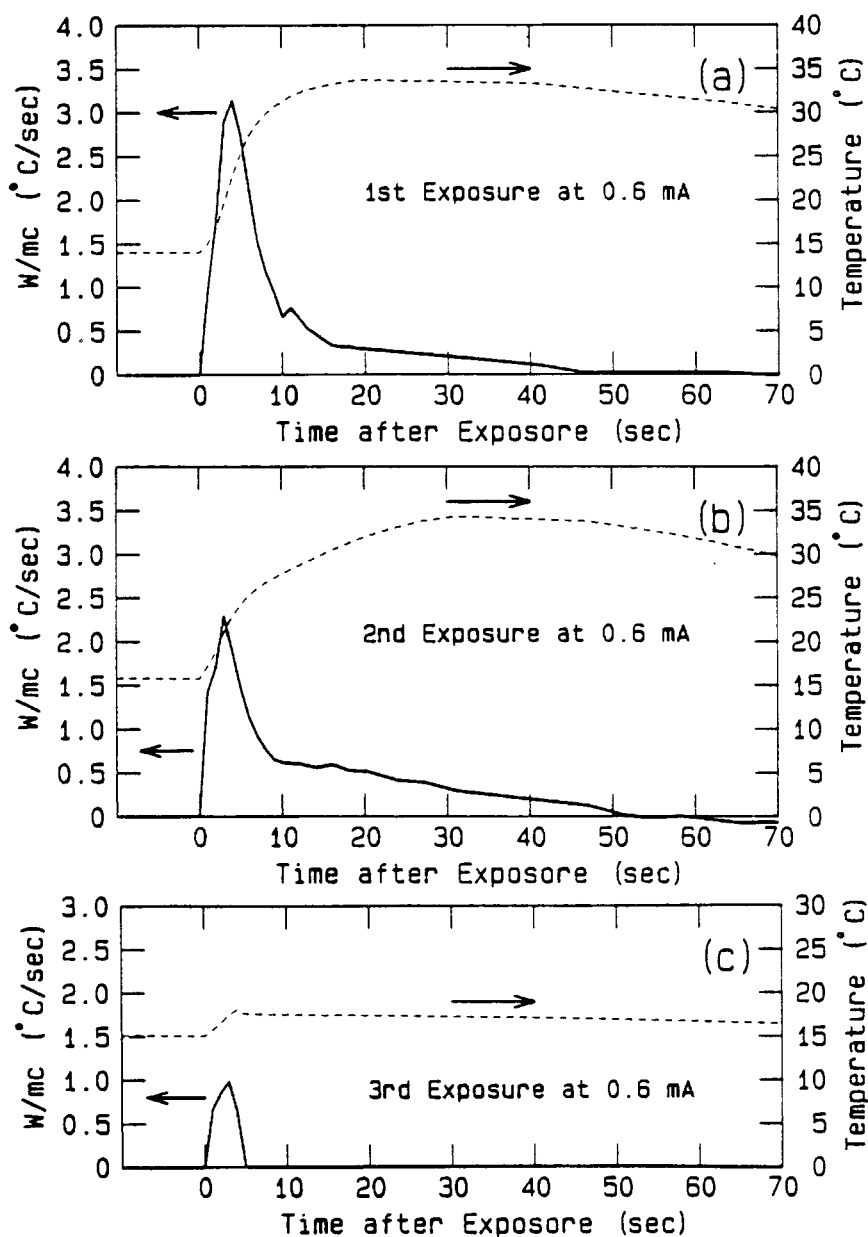 4.0
3.5
3.0
2.5
2.0
1.5
1.0
0.5
0
W/mc (°C/sec)
40
35
30
25
20
15
10
5
0
Temperature (°C)
(a)
1st Exposure at 0.6 mA
0 10 20 30 40 50 60 70
Time after Exposore (sec)
4.0
3.5
3.0
2.5
2.0
1.5
1.0
0.5
0
W/mc (°C/sec)
40
35
30
25
20
15
10
5
0
Temperature (°C)
(b)
2nd Exposure at 0.6 mA
0 10 20 30 40 50 60 70
Time after Exposore (sec)
3.0
2.5
2.0
1.5
1.0
0.5
0
W/mc (°C/sec)
30
25
20
15
10
5
0
Temperature (°C)
(c)
3rd Exposure at 0.6 mA
0 10 20 30 40 50 60 70
Time after Exposore (sec)